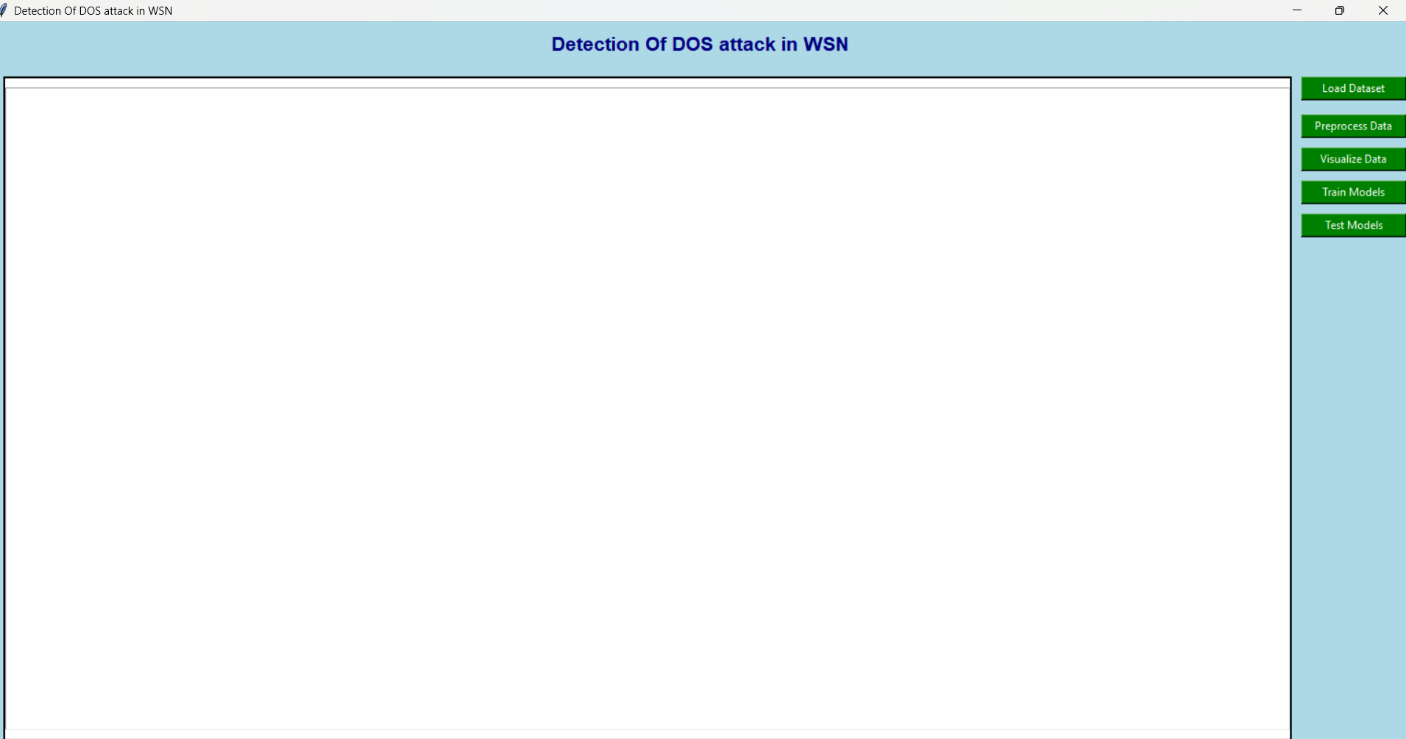 Detection Of DOS attack in WSN
Detection Of DOS attack in WSN
Load Dataset
Preprocess Data
Visualize Data
Train Models
Test Models